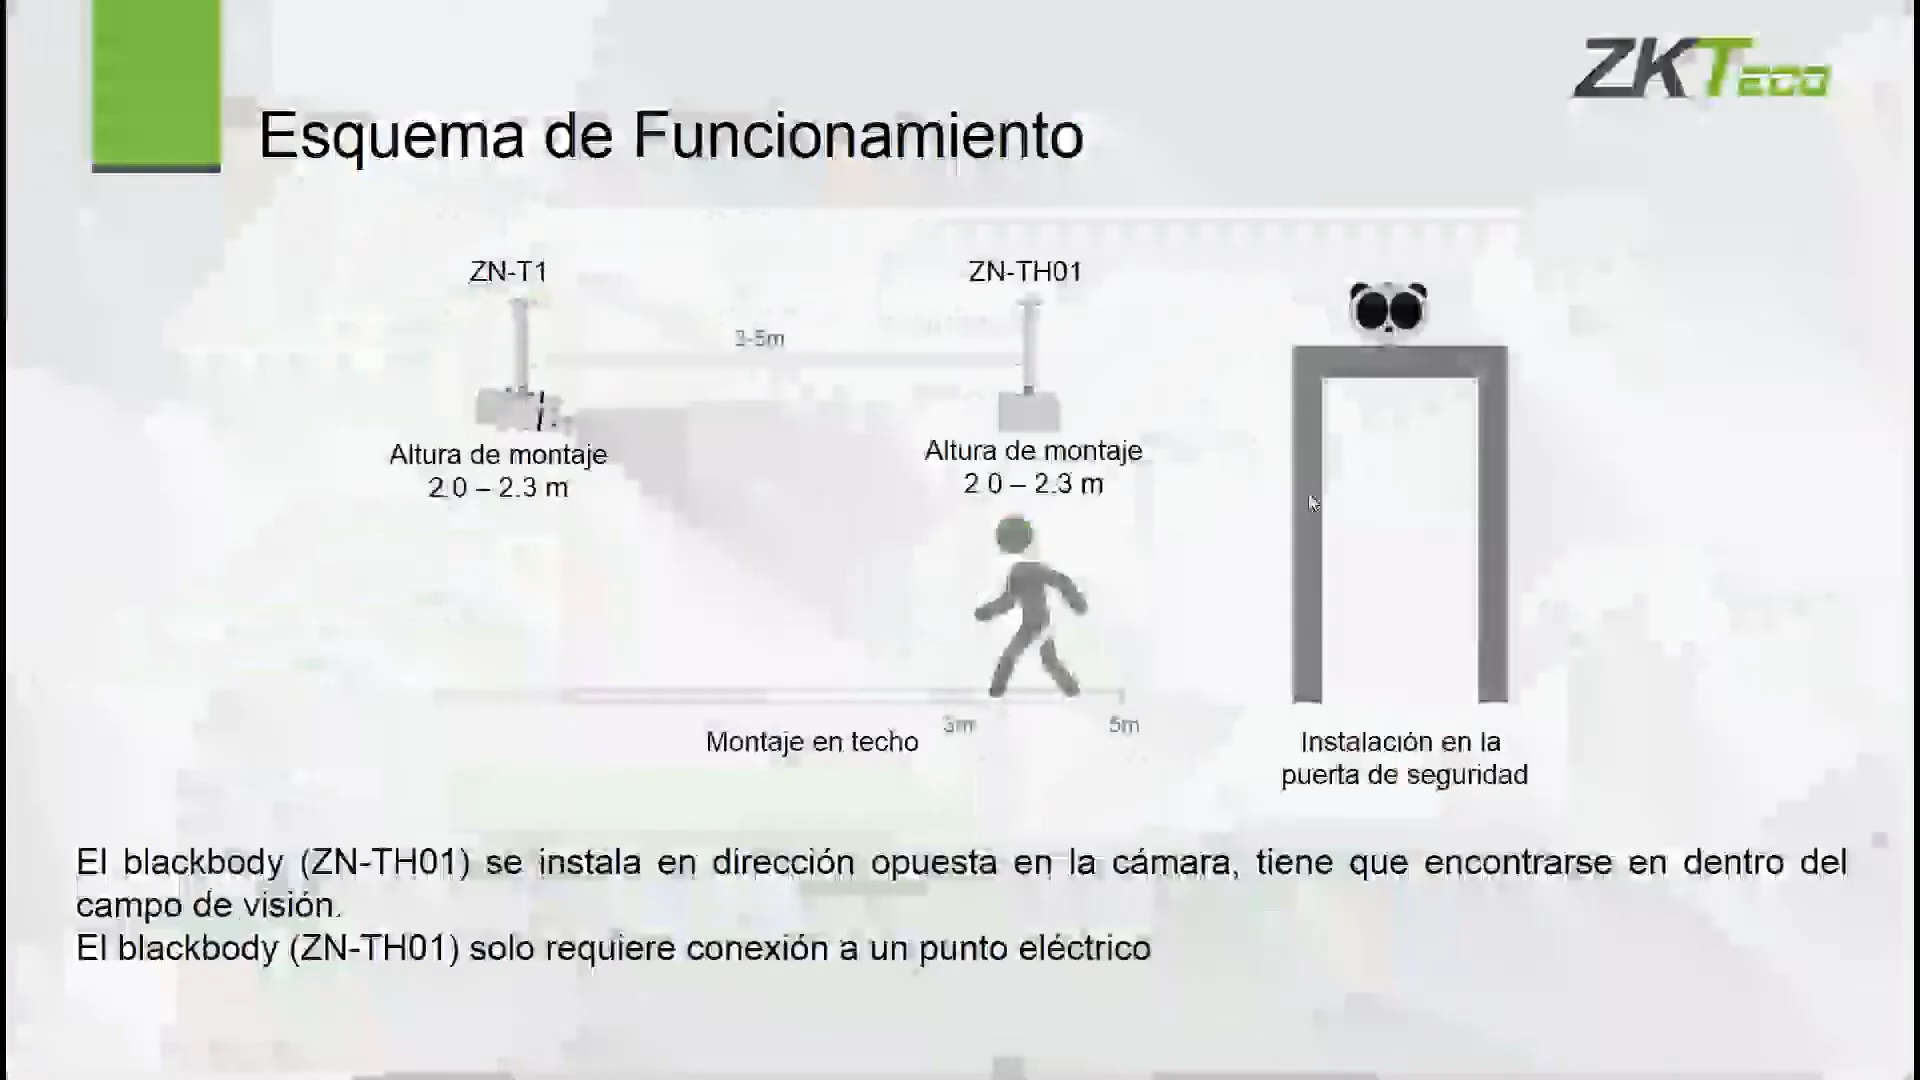 ZKTeco
Esquema de Funcionamiento
ZN-T1
ZN-TH01
3-5m
Altura de montaje
2.0 – 2.3 m
Altura de montaje
2.0 – 2.3 m
3m
5m
Montaje en techo
Instalación en la
puerta de seguridad
El blackbody (ZN-TH01) se instala en dirección opuesta en la cámara, tiene que encontrarse en dentro del
campo de visión.
El blackbody (ZN-TH01) solo requiere conexión a un punto eléctrico